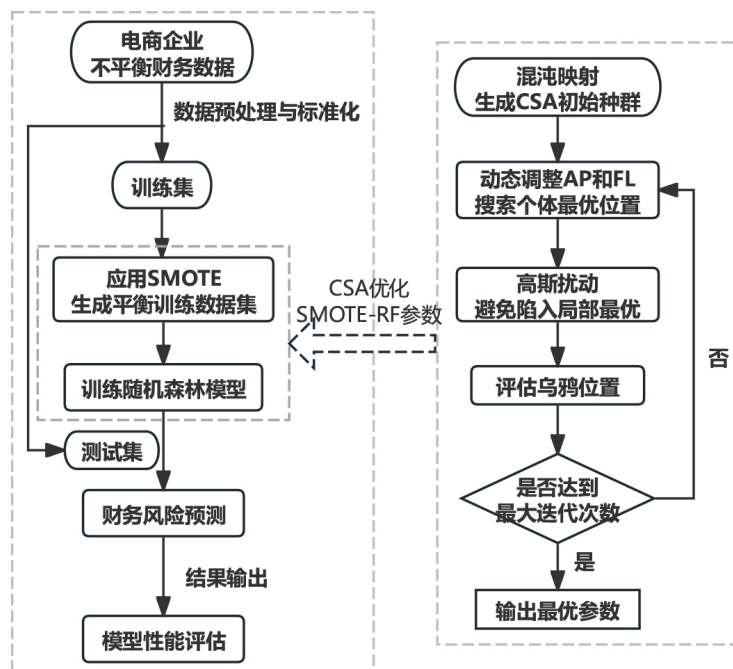 电商企业
不平衡财务数据
数据预处理与标准化
训练集
应用SMOTE
生成平衡训练数据集
训练随机森林模型
测试集
财务风险预测
结果输出
模型性能评估
CSA优化
SMOTE-RF参数
混沌映射
生成CSA初始种群
动态调整AP和FL
搜索个体最优位置
高斯扰动
避免陷入局部最优
评估乌鸦位置
否
是否达到
最大迭代次数
是
输出最优参数